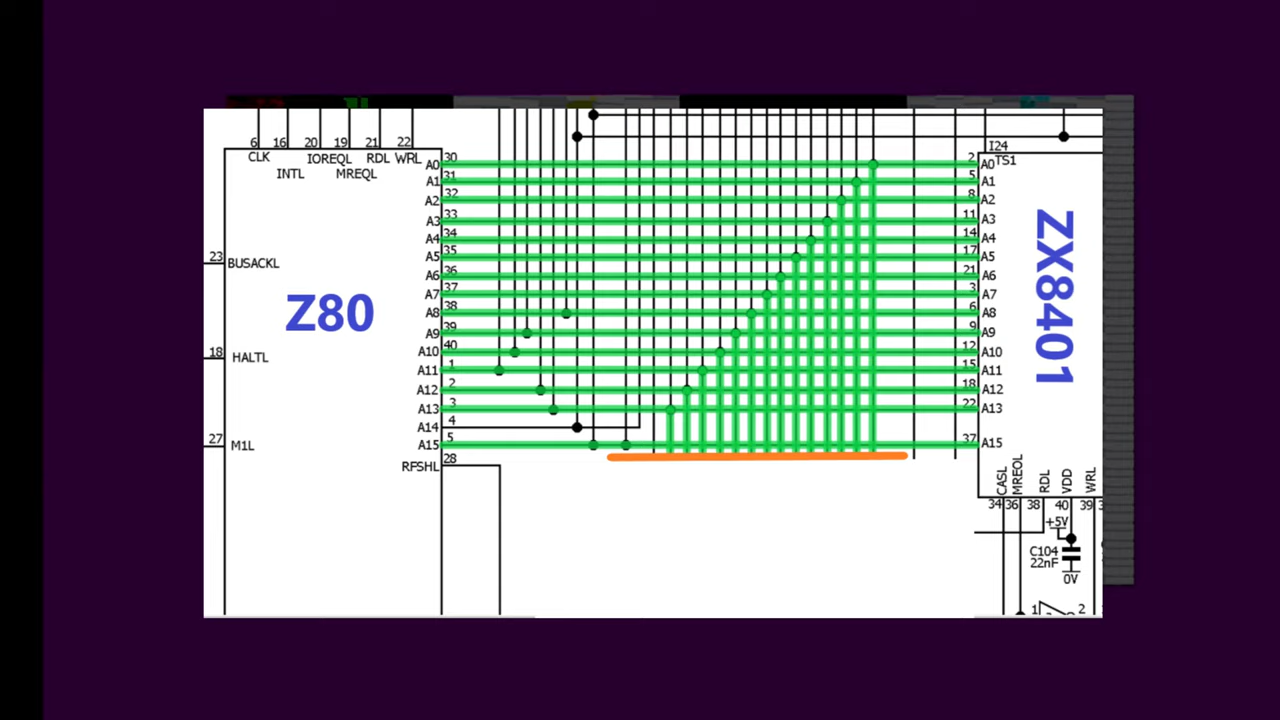 6 16 20 19 21 22
CLK INTL IOREQL MREQL RDL WRL
I24
TS1
A0 30 2 A0
A1 31 5 A1
A2 32 8 A2
A3 33 11 A3
A4 34 14 A4
A5 35 17 A5
A6 36 21 A6
A7 37 3 A7
A8 38 6 A8
A9 39 9 A9
A10 40 12 A10
A11 1 15 A11
A12 2 18 A12
A13 3 22 A13
A14 4
A15 5 37 A15
RFSHL 28
23 BUSACKL
18 HALTL
27 M1L
Z80
ZX8401
CASL MREQL RDL VDD WRL
34 36 38 40 39
+5V
C104
22nF
0V
1 2